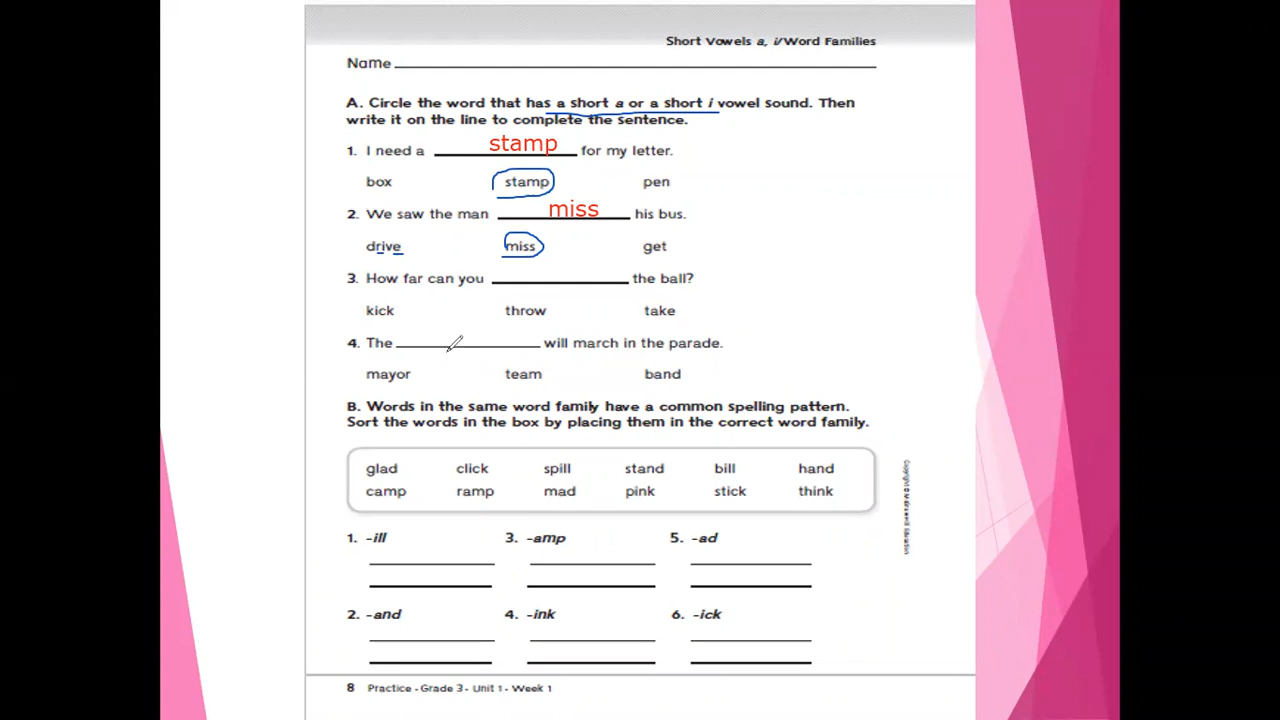 Short Vowels a, i/Word Families
Name
A. Circle the word that has a short a or a short i vowel sound. Then
write it on the line to complete the sentence.
1. I need a stamp for my letter.
box stamp pen
2. We saw the man miss his bus.
drive miss get
3. How far can you the ball?
kick throw take
4. The will march in the parade.
mayor team band
B. Words in the same word family have a common spelling pattern.
Sort the words in the box by placing them in the correct word family.
glad click spill stand bill hand
camp ramp mad pink stick think
1. -ill 3. -amp 5. -ad
2. -and 4. -ink 6. -ick
8 Practice • Grade 3 • Unit 1 • Week 1
Copyright © McGraw-Hill Education